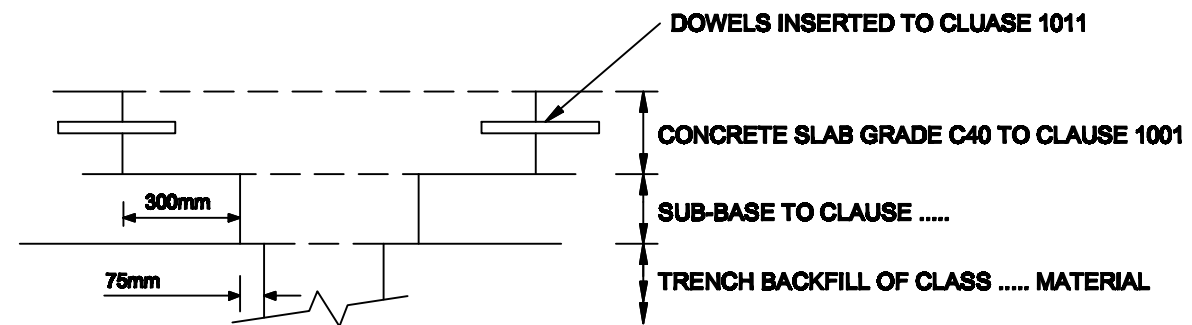 DOWELS INSERTED TO CLUASE 1011
CONCRETE SLAB GRADE C40 TO CLAUSE 1001
300mm
SUB-BASE TO CLAUSE .....
75mm
TRENCH BACKFILL OF CLASS ..... MATERIAL